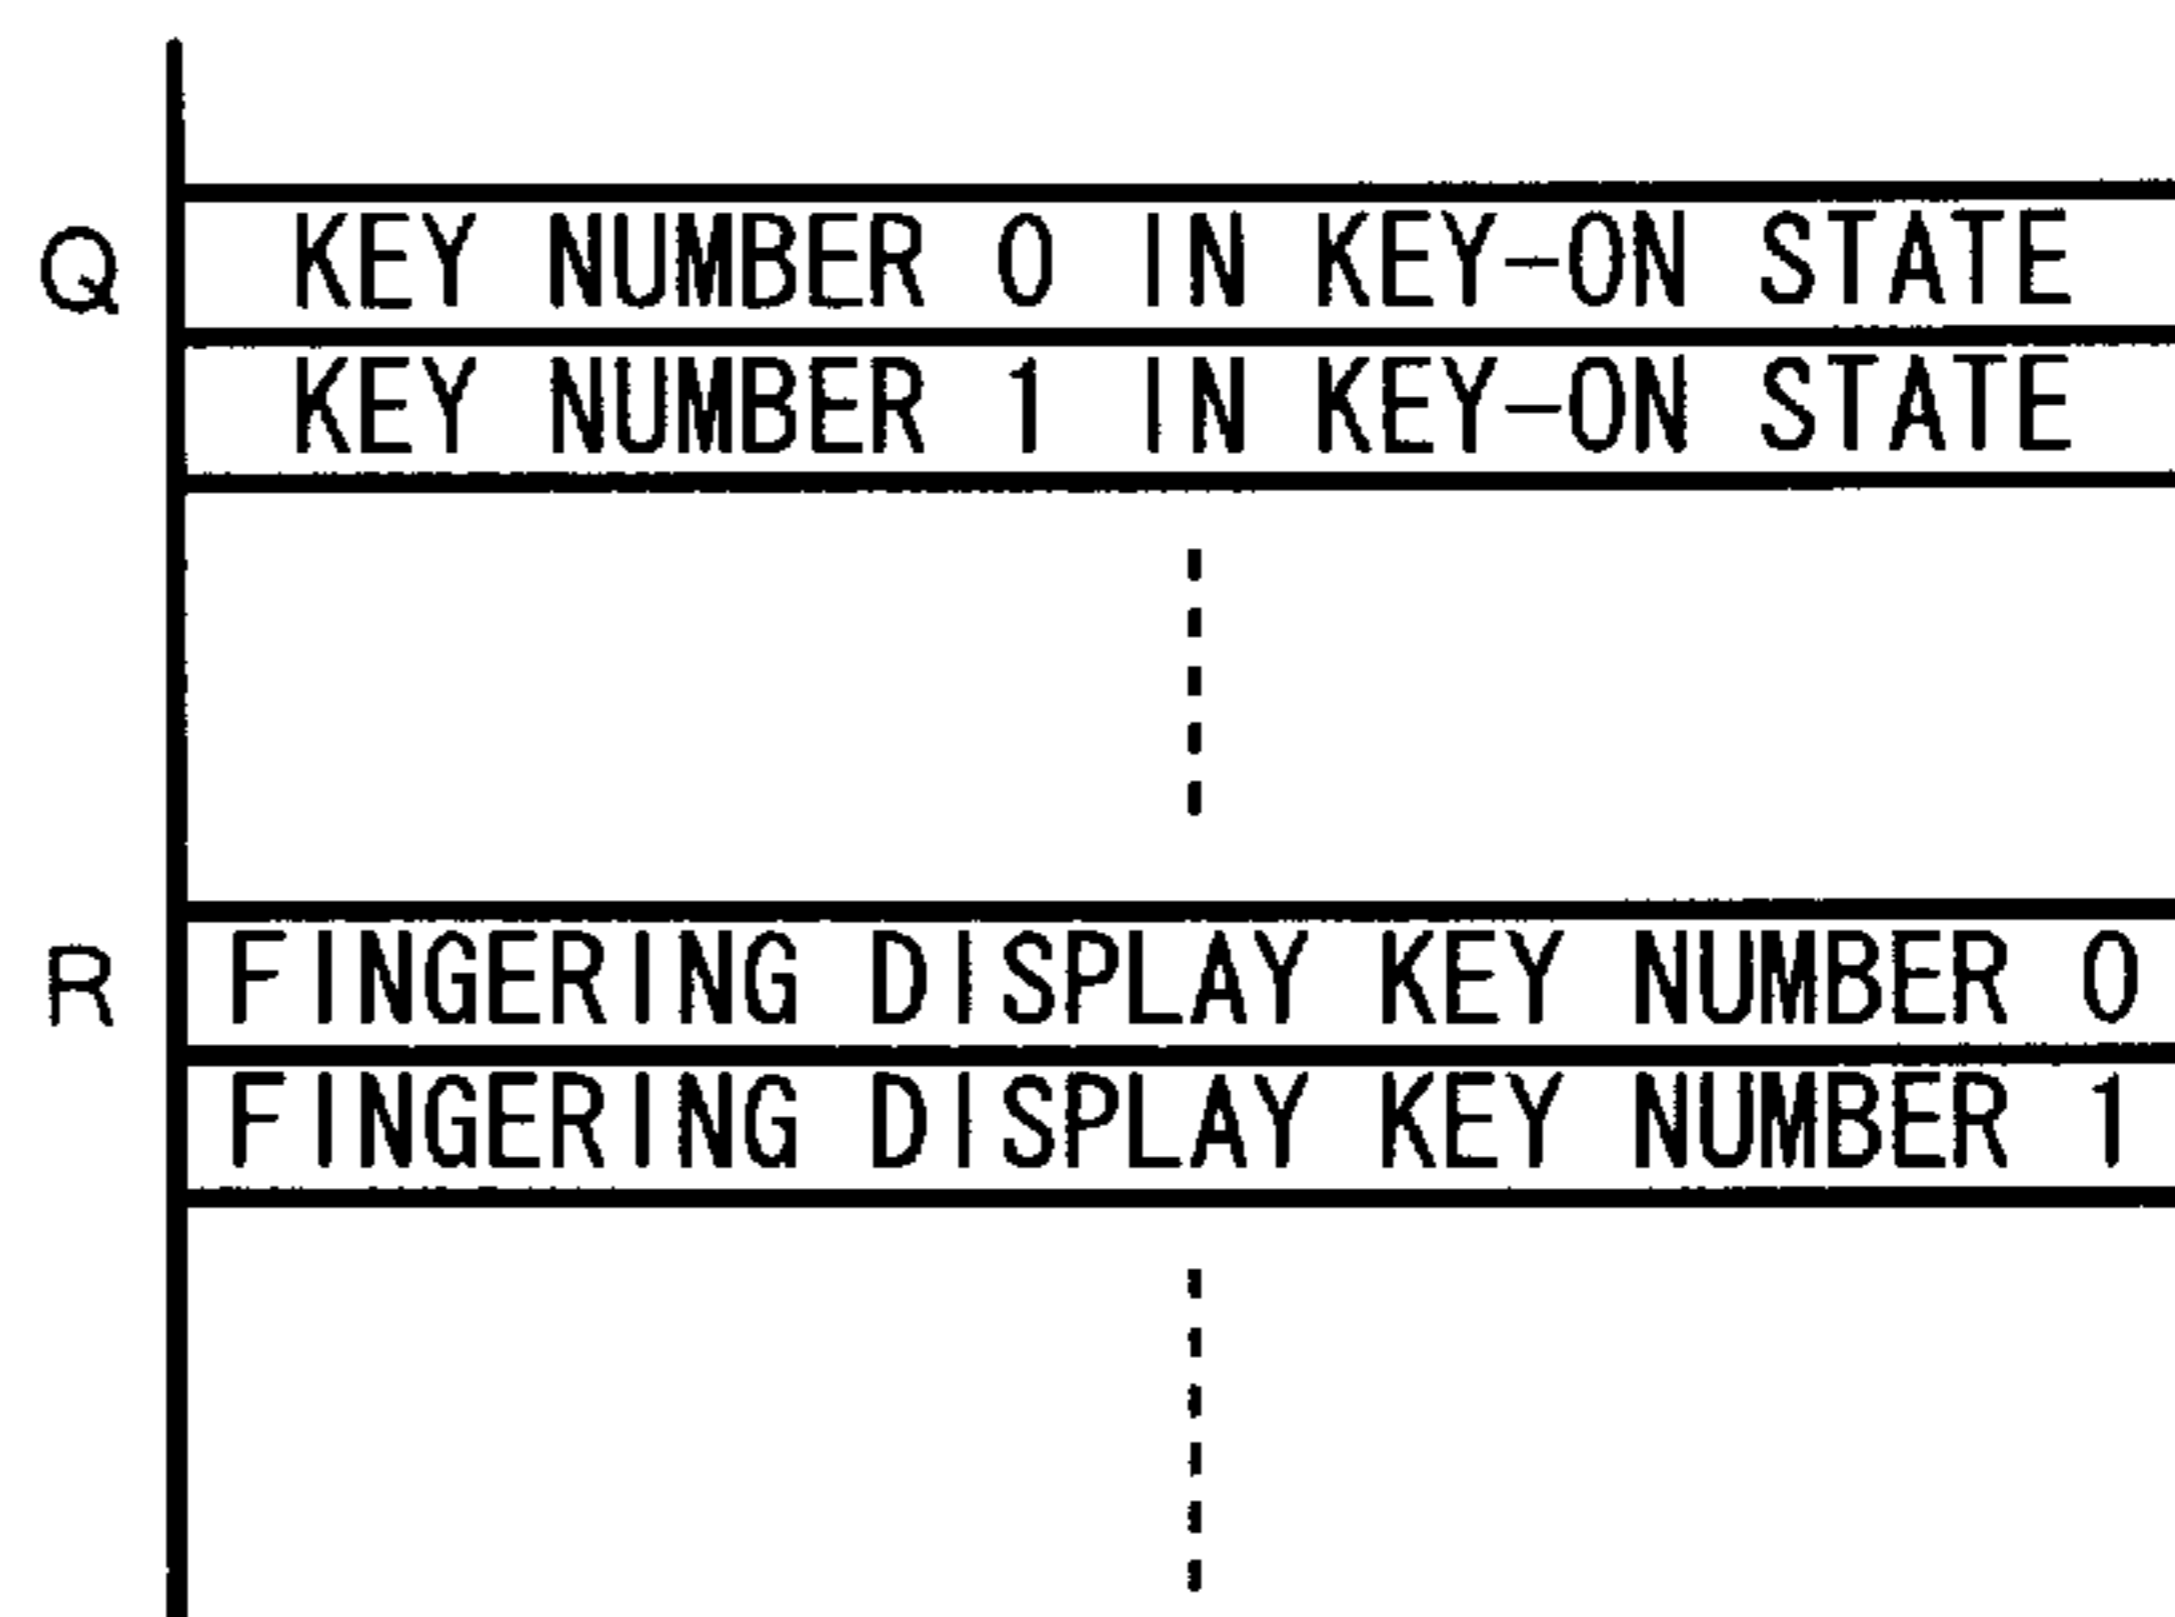 Q KEY NUMBER 0 IN KEY-ON STATE
KEY NUMBER 1 IN KEY-ON STATE
R FINGERING DISPLAY KEY NUMBER 0
FINGERING DISPLAY KEY NUMBER 1